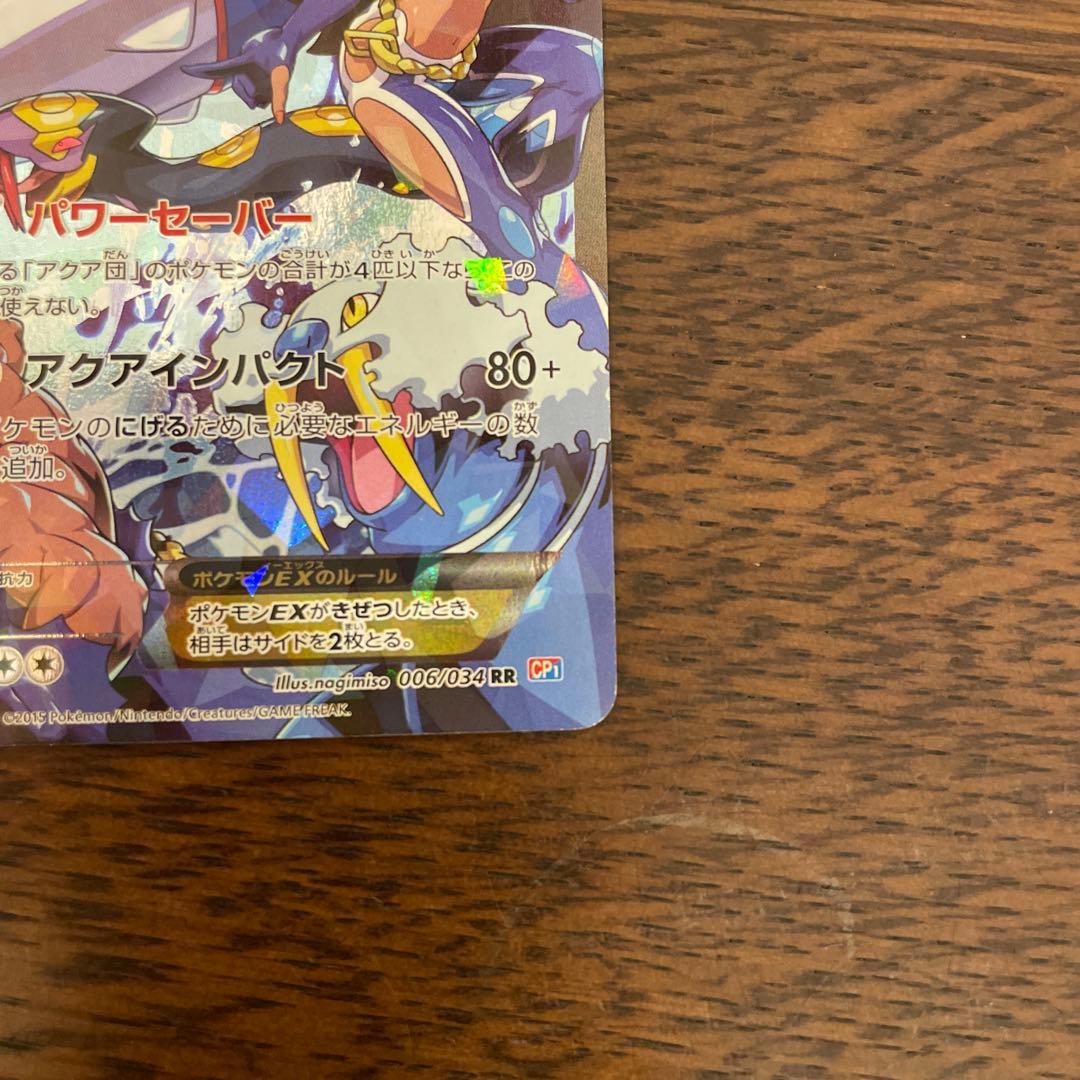 パワーセーバー
る「アクア団」のポケモンの合計が4匹以下なら、この
使えない。
アクアインパクト 80+
ケモンのにげるために必要なエネルギーの数
追加。
抗力
ポケモンEXのルール
ポケモンEXがきぜつしたとき、
相手はサイドを2枚とる。
Illus.nagimiso 006/034 RR CP1
©2015 Pokémon/Nintendo/Creatures/GAME FREAK.